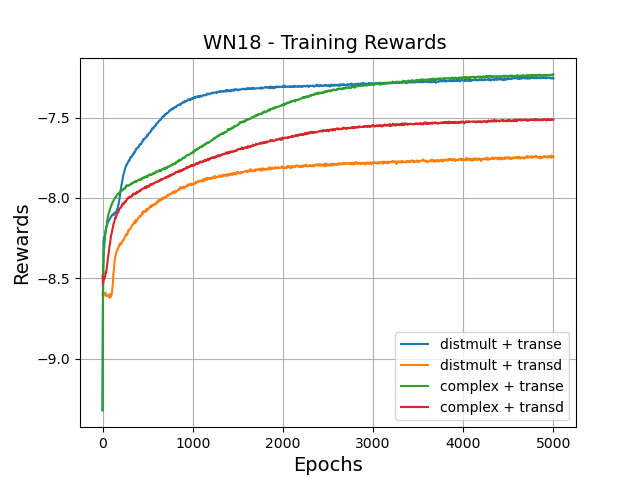 WN18 - Training Rewards
Rewards
−7.5
−8.0
−8.5
−9.0
distmult + transe
distmult + transd
complex + transe
complex + transd
0 1000 2000 3000 4000 5000
Epochs